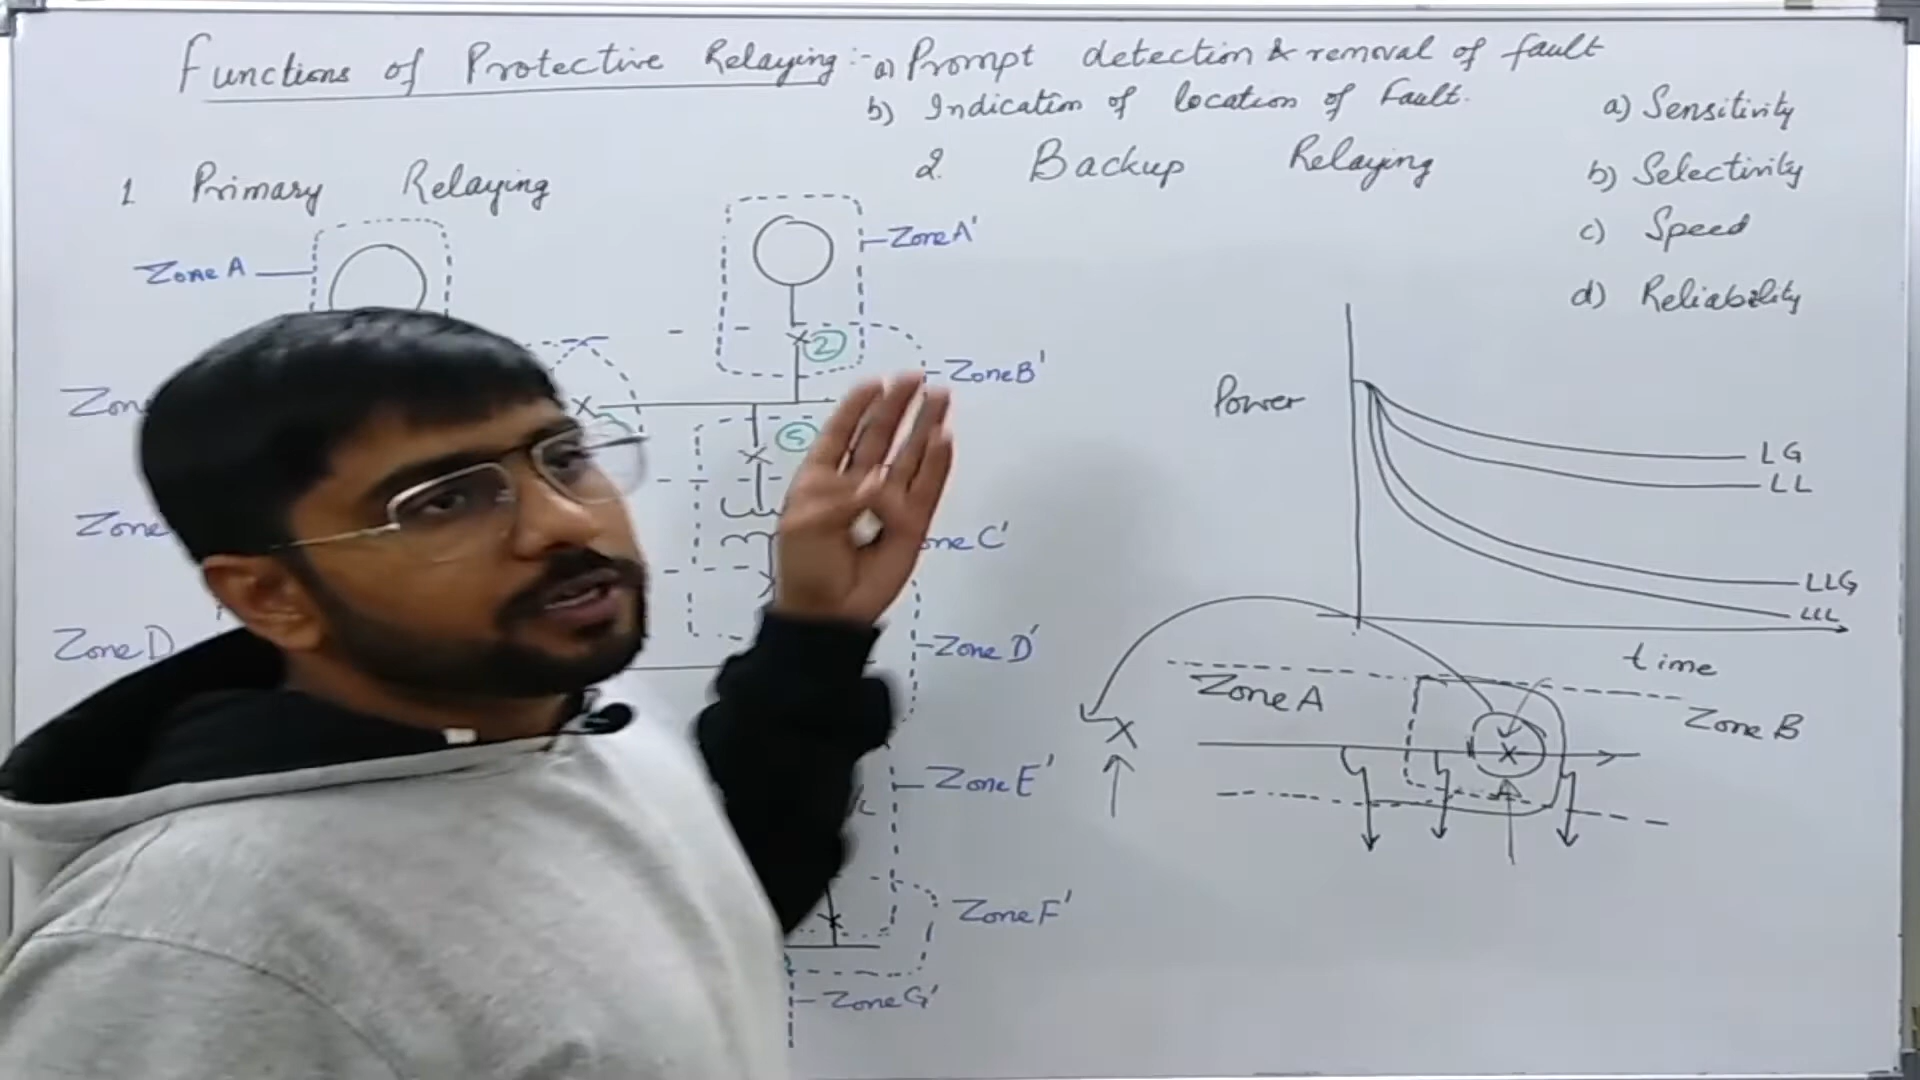 Functions of Protective Relaying :- a) Prompt detection & removal of fault
b) Indication of location of fault.
a) Sensitivity
b) Selectivity
c) Speed
d) Reliability
1 Primary Relaying
2. Backup Relaying
Zone A
Zone A'
2
Zone B'
5
Zone D
Zone D'
Zone E'
Zone F'
Zone G'
Power
LG
LL
LLG
LLL
time
Zone A
Zone B